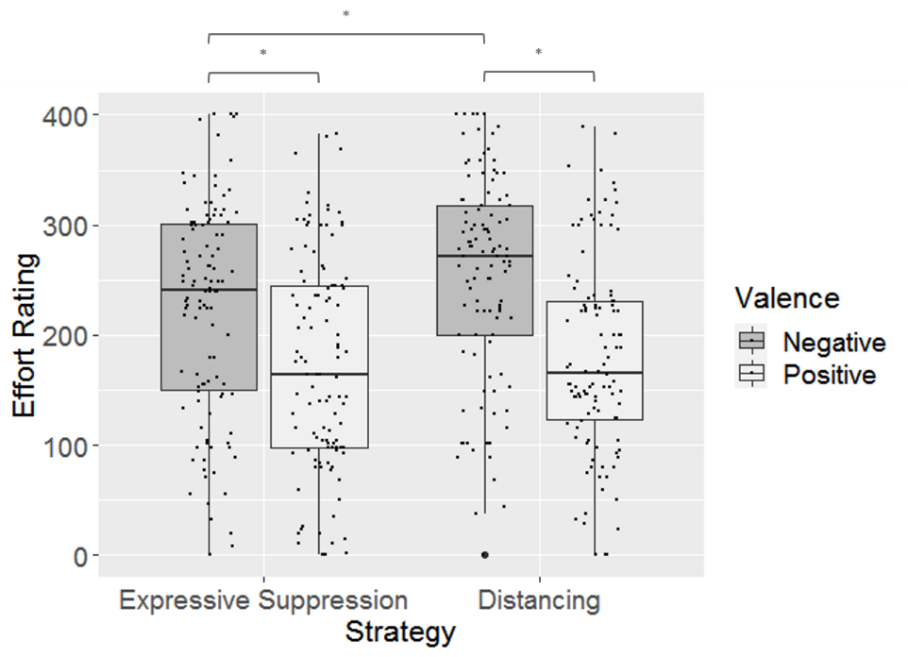 *
*
*
Effort Rating
400
300
200
100
0
Expressive Suppression
Distancing
Strategy
Valence
Negative
Positive